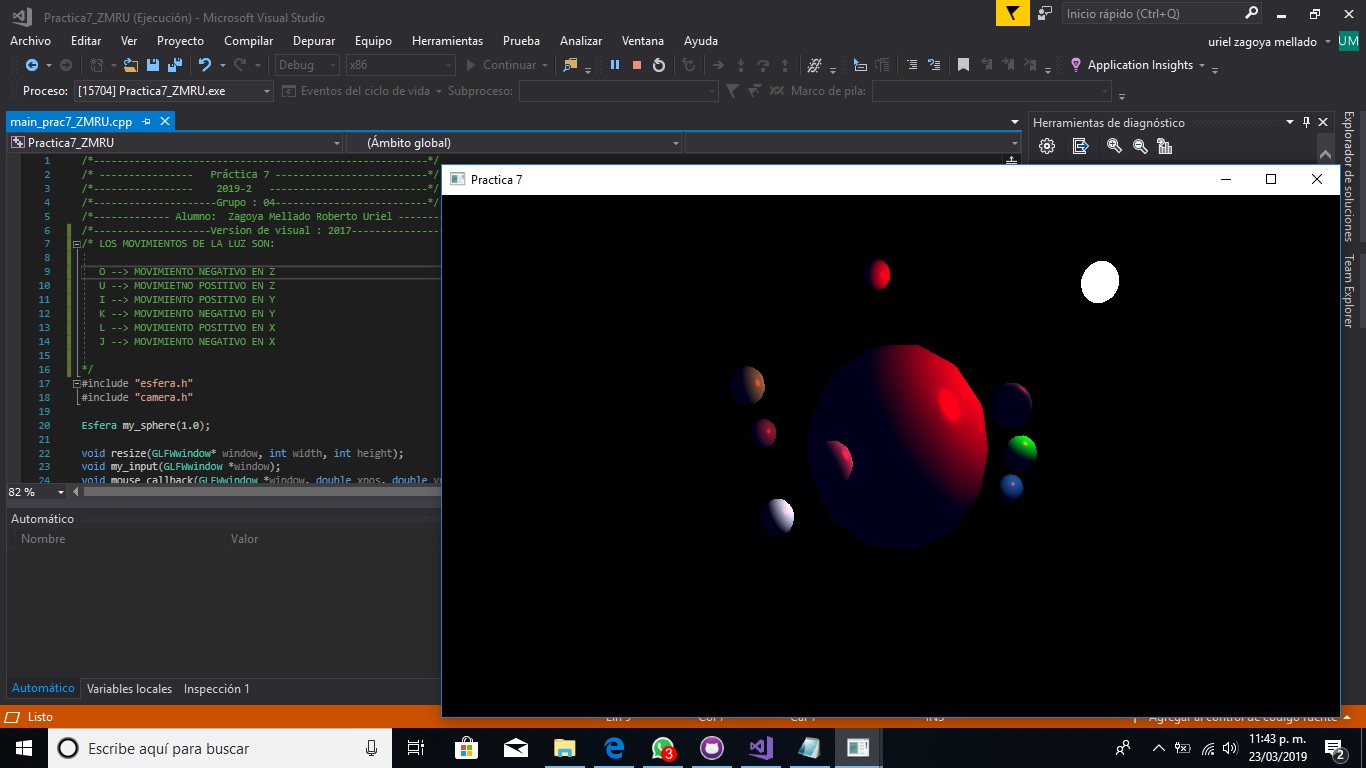 Practica7_ZMRU (Ejecución) - Microsoft Visual Studio
Inicio rápido (Ctrl+Q)
Archivo Editar Ver Proyecto Compilar Depurar Equipo Herramientas Prueba Analizar Ventana Ayuda
uriel zagoya mellado UM
Debug x86 Continuar Application Insights
Proceso: [15704] Practica7_ZMRU.exe Eventos del ciclo de vida Subproceso: Marco de pila:
main_prac7_ZMRU.cpp
Practica7_ZMRU (Ámbito global)
Herramientas de diagnóstico
Explorador de soluciones
Team Explorer
1 /*---------------------------------------------------------*/
2 /* ---------------- Práctica 7 --------------------------*/
3 /*----------------- 2019-2 ---------------------------*/
4 /*---------------------Grupo : 04--------------------------*/
5 /*------------- Alumno: Zagoya Mellado Roberto Uriel -------
6 /*--------------------Version de visual : 2017---------------
7 /* LOS MOVIMIENTOS DE LA LUZ SON:
8
9 O --> MOVIMIENTO NEGATIVO EN Z
10 U --> MOVIMIETNO POSITIVO EN Z
11 I --> MOVIMIENTO POSITIVO EN Y
12 K --> MOVIMIENTO NEGATIVO EN Y
13 L --> MOVIMIENTO POSITIVO EN X
14 J --> MOVIMIENTO NEGATIVO EN X
15
16 */
17 #include "esfera.h"
18 #include "camera.h"
19
20 Esfera my_sphere(1.0);
21
22 void resize(GLFWwindow* window, int width, int height);
23 void my_input(GLFWwindow *window);
24 void mouse_callback(GLFWwindow *window, double xpos, double
82 %
Practica 7
Automático
Nombre Valor
Automático Variables locales Inspección 1
Listo
Lín 9 Col 7 Car 7 INS Agregar al control de código fuente
Escribe aquí para buscar
3
11:43 p. m.
23/03/2019
2